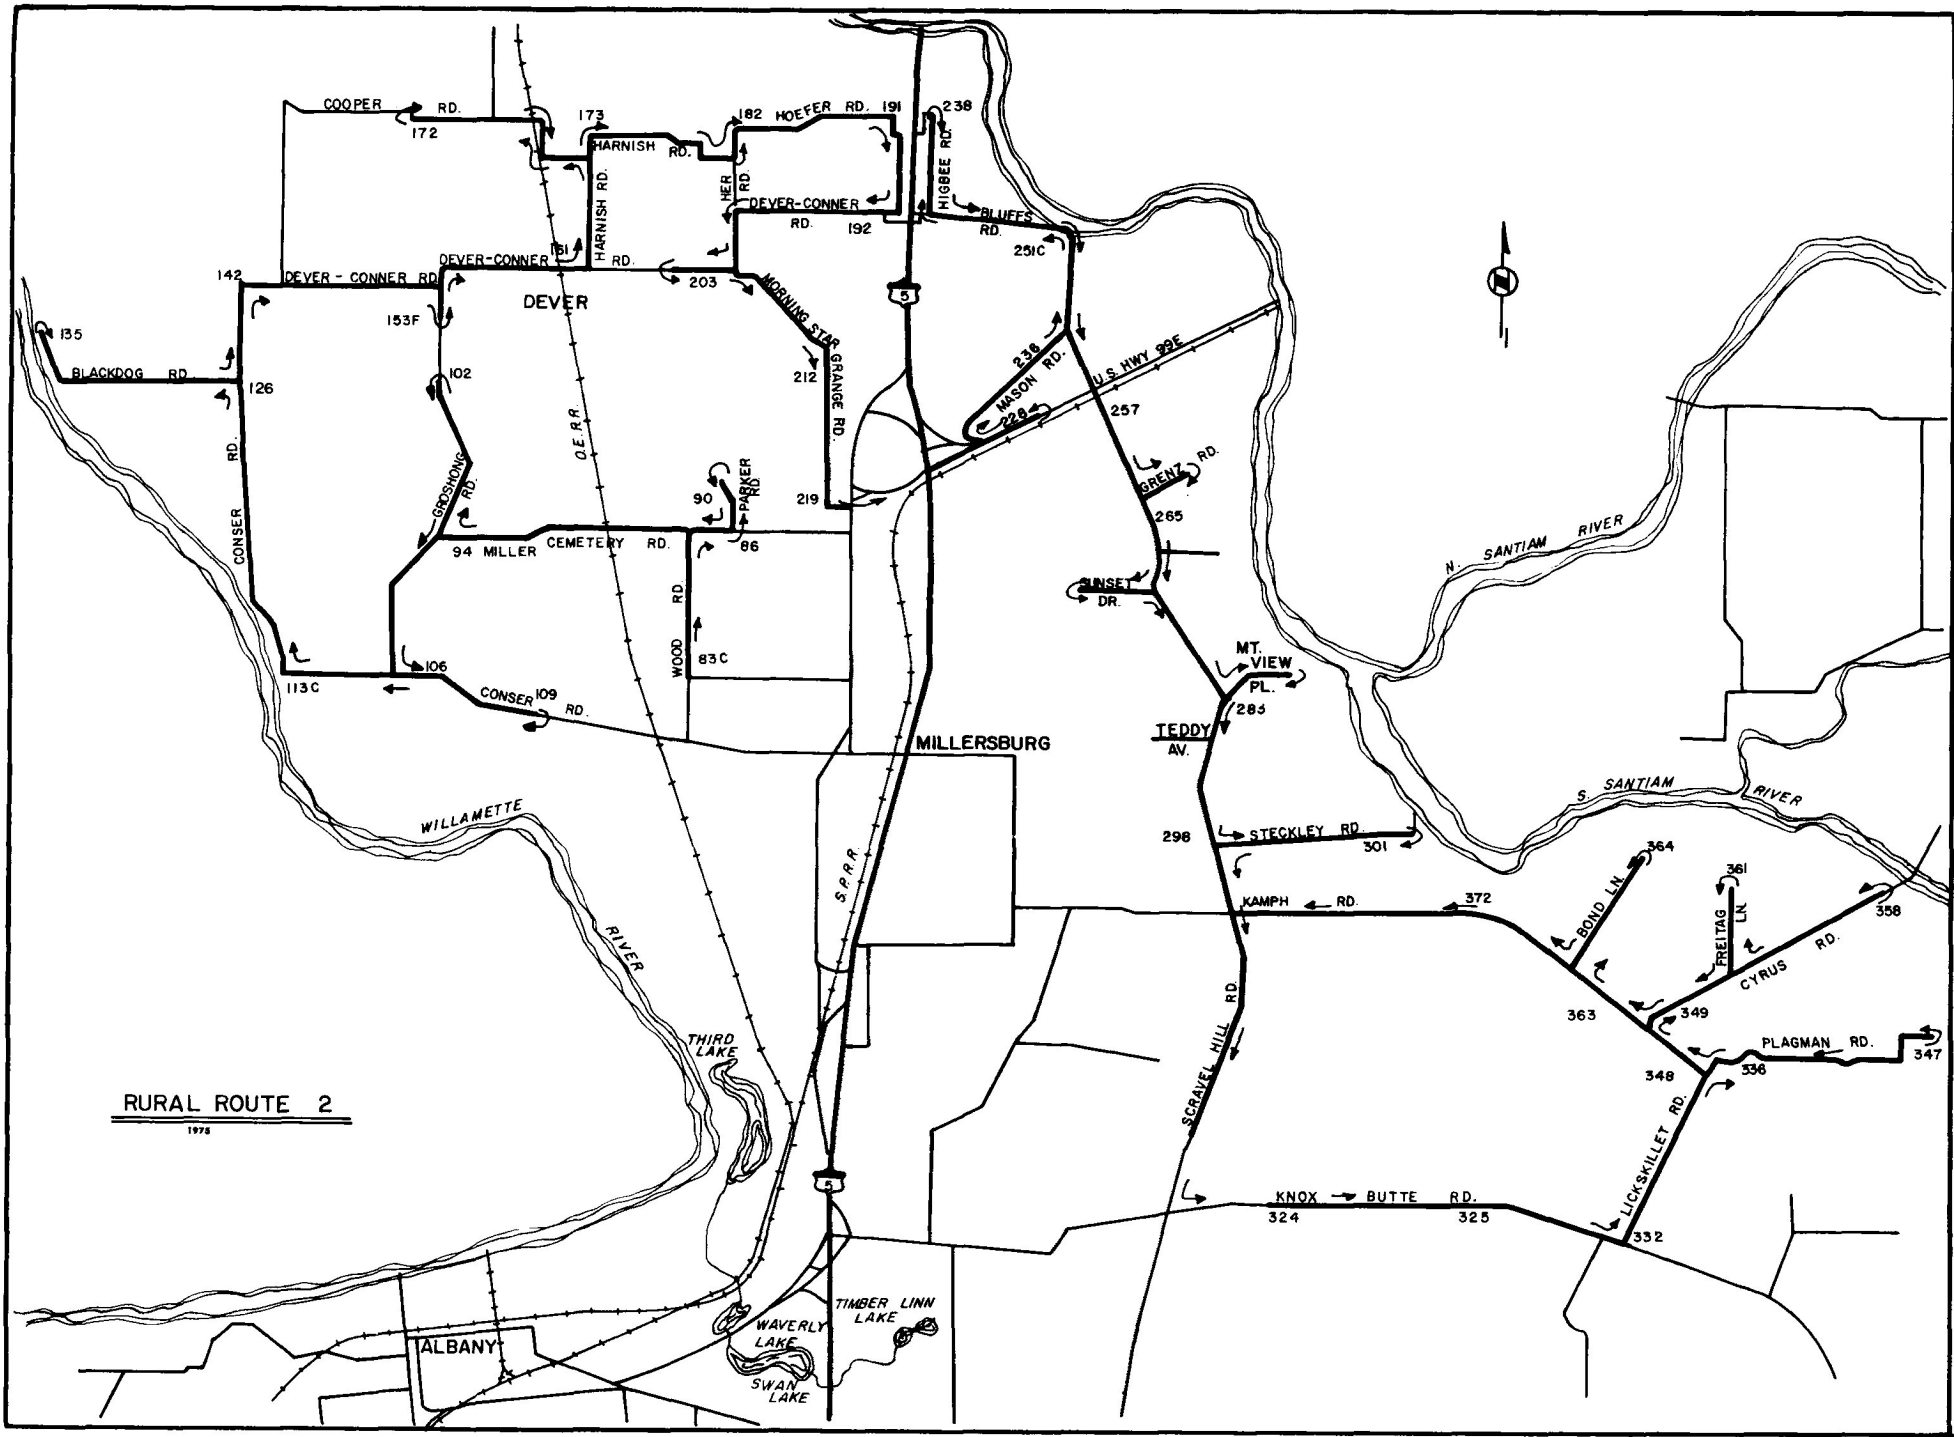 COOPER RD.
172
173
182
HOEFER RD.
191
238
HARNISH RD.
HARNISH RD.
HER RD.
HIGBEE RD.
DEVER-CONNER
RD.
192
BLUFFS
RD.
251C
142
DEVER - CONNER RD
DEVER-CONNER RD.
203
DEVER
153F
5
MORNING STAR GRANGE RD.
212
236
MASON RD.
226
U.S. HWY 99E
257
135
BLACKDOG RD
126
102
CONSER RD.
O.E.R.R.
GROSHONG RD.
GRENZ RD.
90
PARKER
RD.
219
265
94 MILLER CEMETERY RD.
86
N. SANTIAM RIVER
SUNSET
DR.
WOOD RD.
83C
106
113C
CONSER 109 RD.
MT.
VIEW
PL.
285
TEDDY
AV.
MILLERSBURG
WILLAMETTE
RIVER
S. SANTIAM RIVER
S.P.R.R.
298
STECKLEY RD.
301
KAMPH RD.
372
364
BOND LN.
361
FREITAG
LN.
358
CYRUS RD.
363
349
SCRAVEL HILL RD.
PLAGMAN RD.
336
347
348
THIRD
LAKE
RURAL ROUTE 2
1975
LICKSKILLET RD.
5
KNOX BUTTE RD.
324
325
332
TIMBER LINN
LAKE
WAVERLY
LAKE
ALBANY
SWAN
LAKE